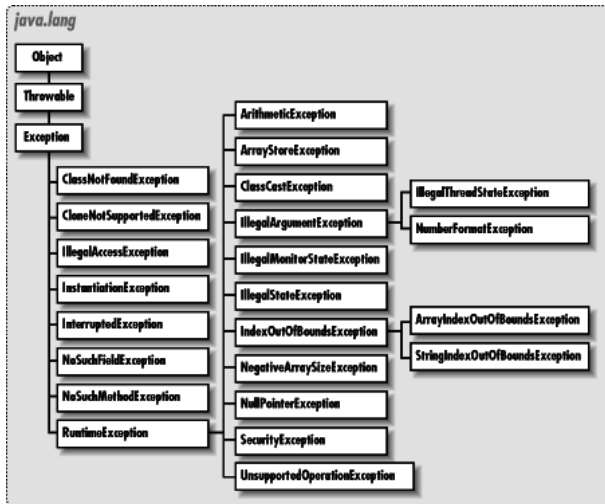 java.lang
Object
Throwable
Exception
ClassNotFoundException
CloneNotSupportedException
IllegalAccessException
InstantiationException
InterruptedException
NoSuchFieldException
NoSuchMethodException
RuntimeException
ArithmeticException
ArrayStoreException
ClassCastException
IllegalArgumentException
IllegalMonitorStateException
IllegalStateException
IndexOutOfBoundsException
NegativeArraySizeException
NullPointerException
SecurityException
UnsupportedOperationException
IllegalThreadStateException
NumberFormatException
ArrayIndexOutOfBoundsException
StringIndexOutOfBoundsException